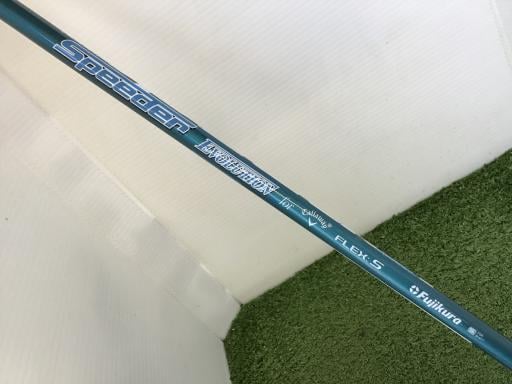 Speeder EVOLUTION for Callaway FLEX:S Fujikura